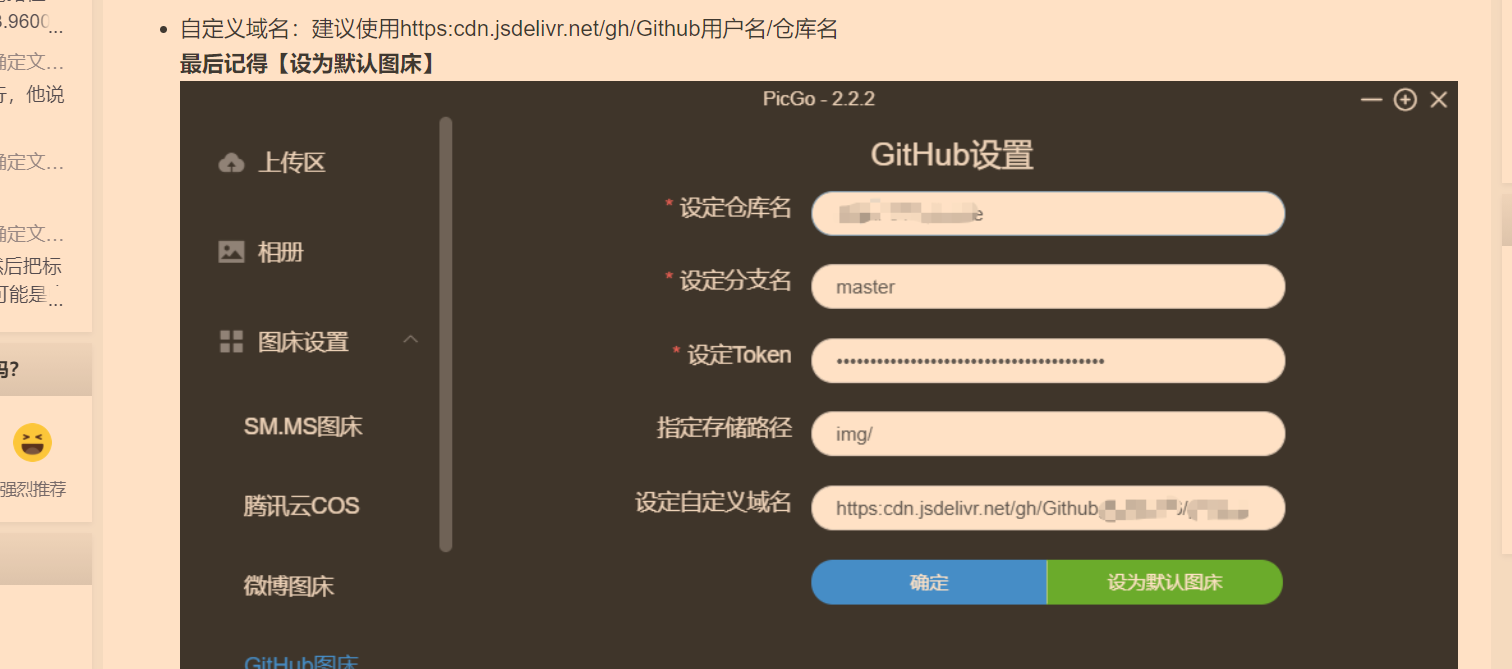 自定义域名：建议使用https:cdn.jsdelivr.net/gh/Github用户名/仓库名
最后记得【设为默认图床】
PicGo - 2.2.2
上传区
相册
图床设置
SM.MS图床
腾讯云COS
微博图床
GitHub图床
GitHub设置
* 设定仓库名
* 设定分支名
master
* 设定Token
指定存储路径
img/
设定自定义域名
https:cdn.jsdelivr.net/gh/Github
确定
设为默认图床
.9600...
确定文...
，他说
确定文...
确定文...
然后把标
可能是...
吗?
强烈推荐